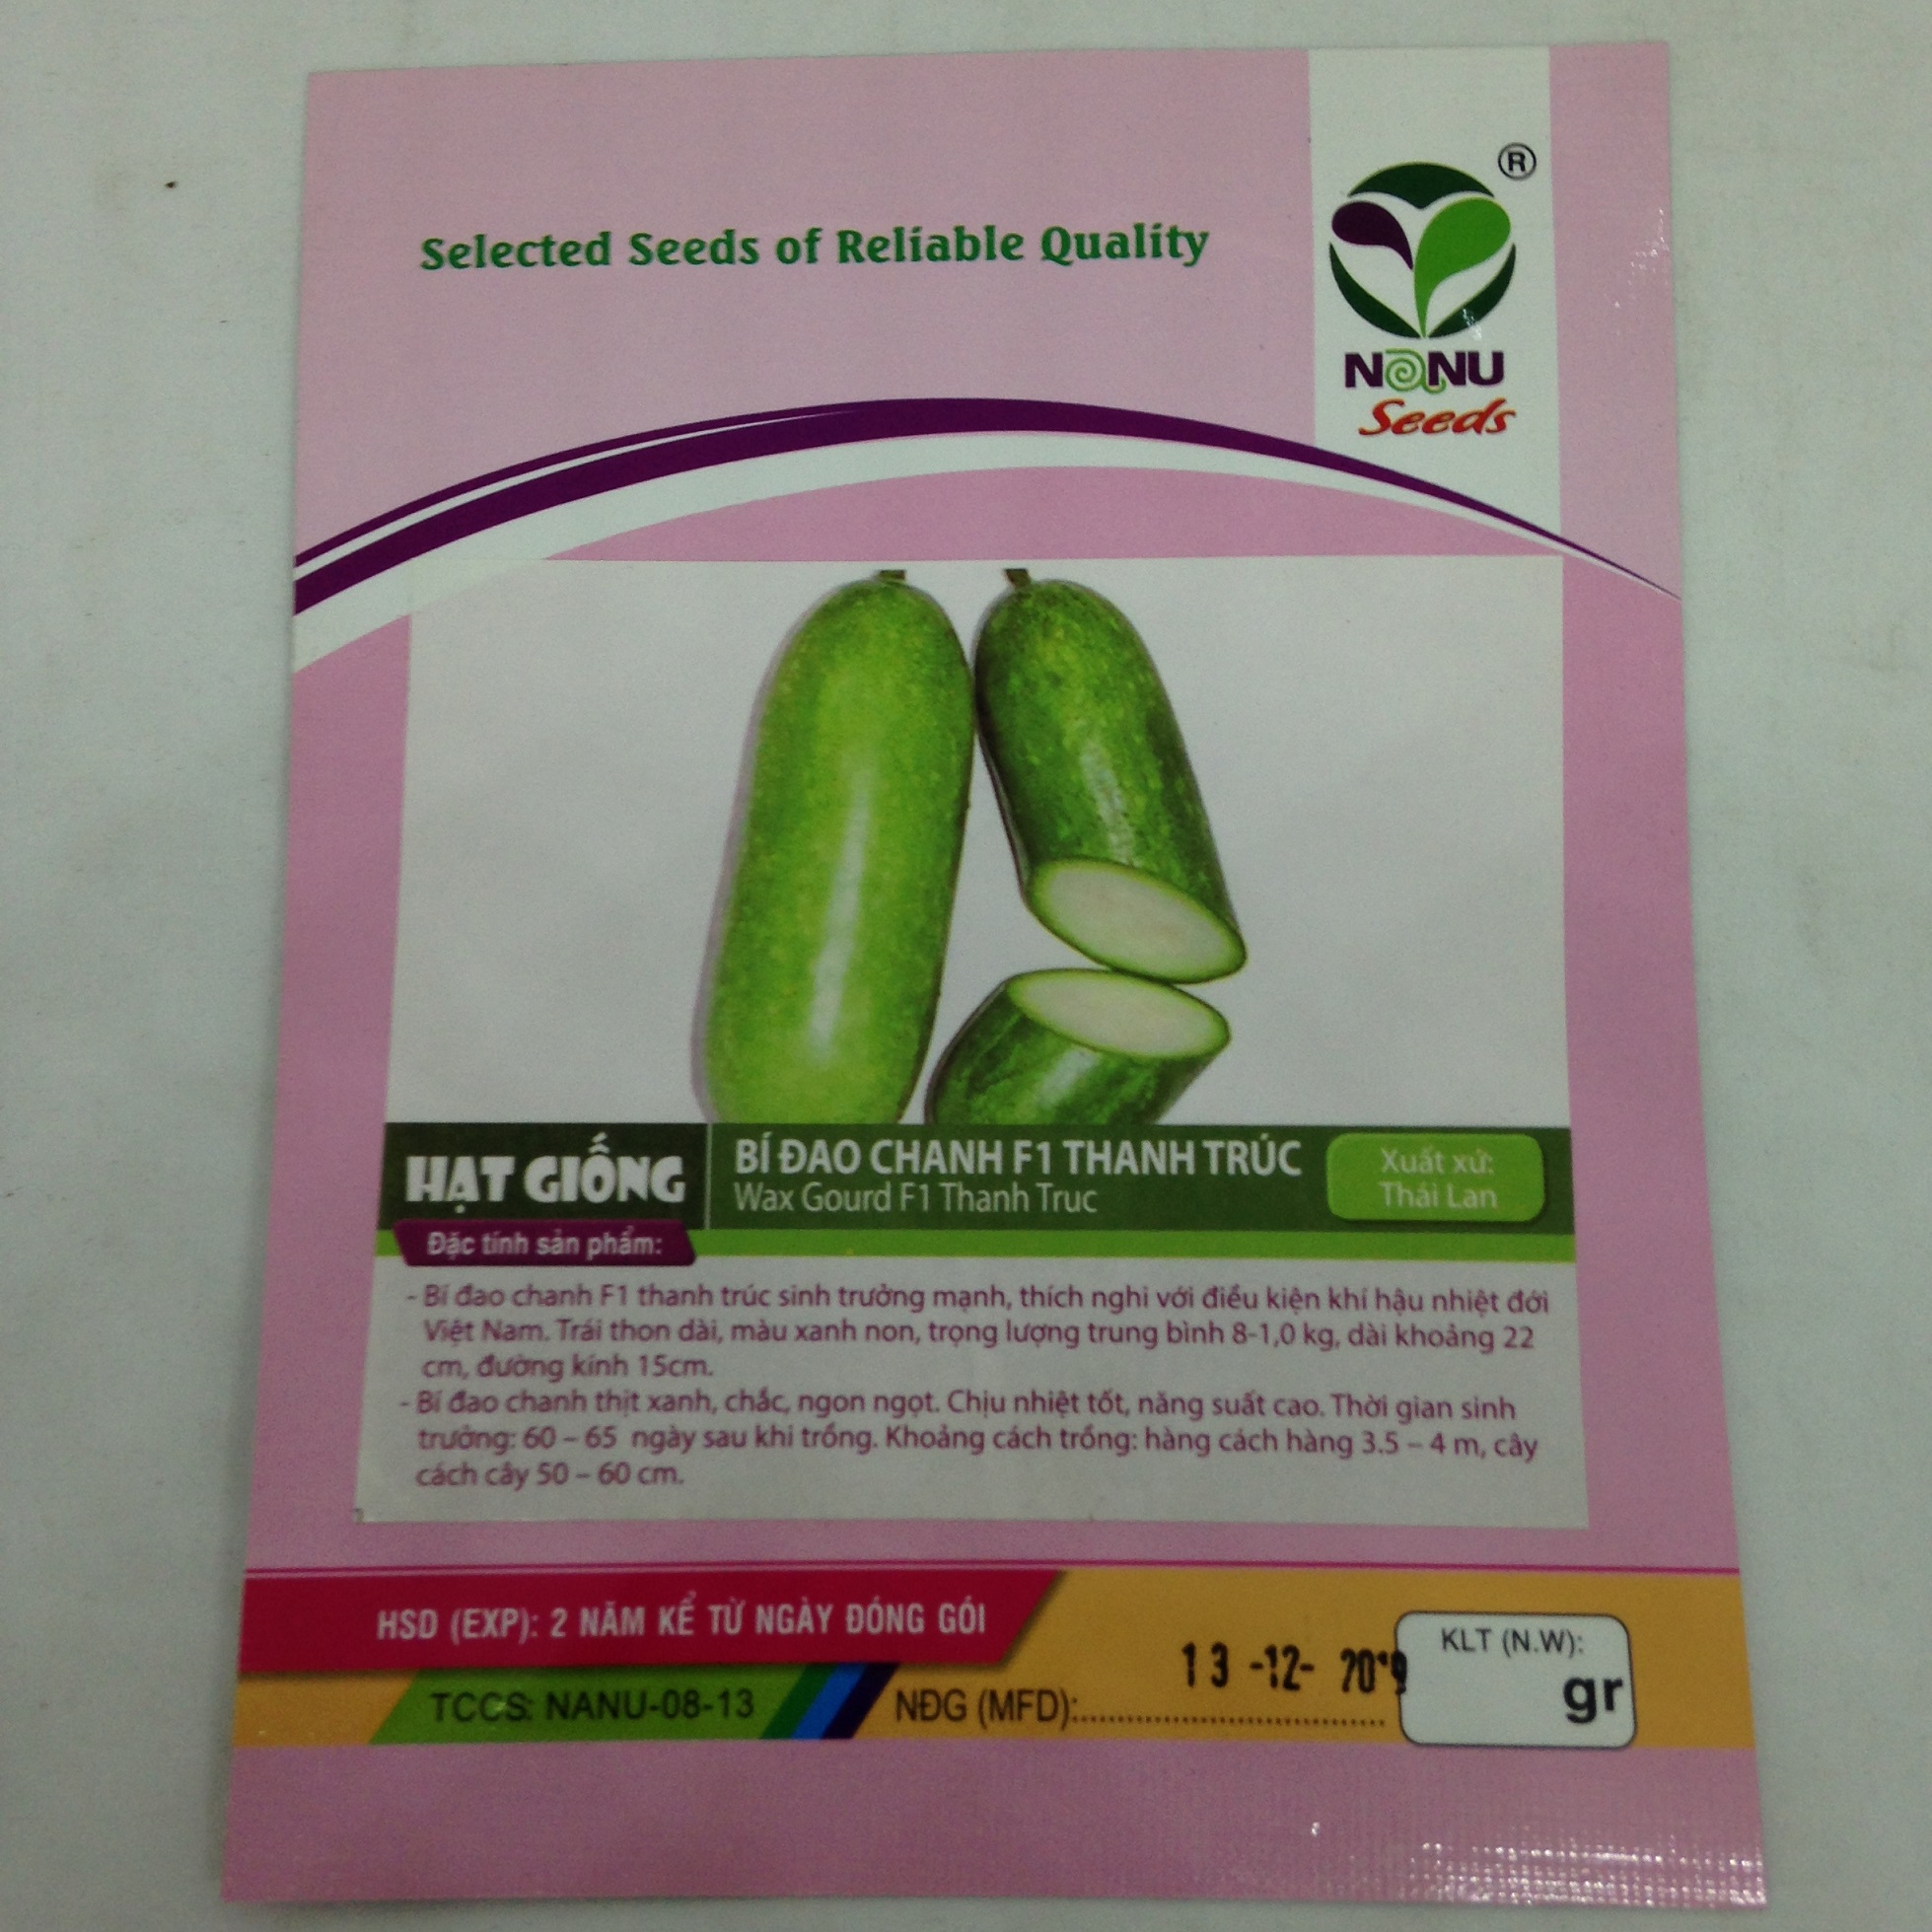 ®
Selected Seeds of Reliable Quality
NANU
Seeds
HẠT GIỐNG
BÍ ĐAO CHANH F1 THANH TRÚC
Wax Gourd F1 Thanh Truc
Xuất xứ:
Thái Lan
Đặc tính sản phẩm:
- Bí đao chanh F1 thanh trúc sinh trưởng mạnh, thích nghi với điều kiện khí hậu nhiệt đới
Việt Nam. Trái thon dài, màu xanh non, trọng lượng trung bình 8-1,0 kg, dài khoảng 22
cm, đường kính 15cm.
- Bí đao chanh thịt xanh, chắc, ngon ngọt. Chịu nhiệt tốt, năng suất cao. Thời gian sinh
trưởng: 60 – 65 ngày sau khi trồng. Khoảng cách trồng: hàng cách hàng 3.5 – 4 m, cây
cách cây 50 – 60 cm.
HSD (EXP): 2 NĂM KỂ TỪ NGÀY ĐÓNG GÓI
TCCS: NANU-08-13
NĐG (MFD):................................
13 -12- 2019
KLT (N.W):
gr